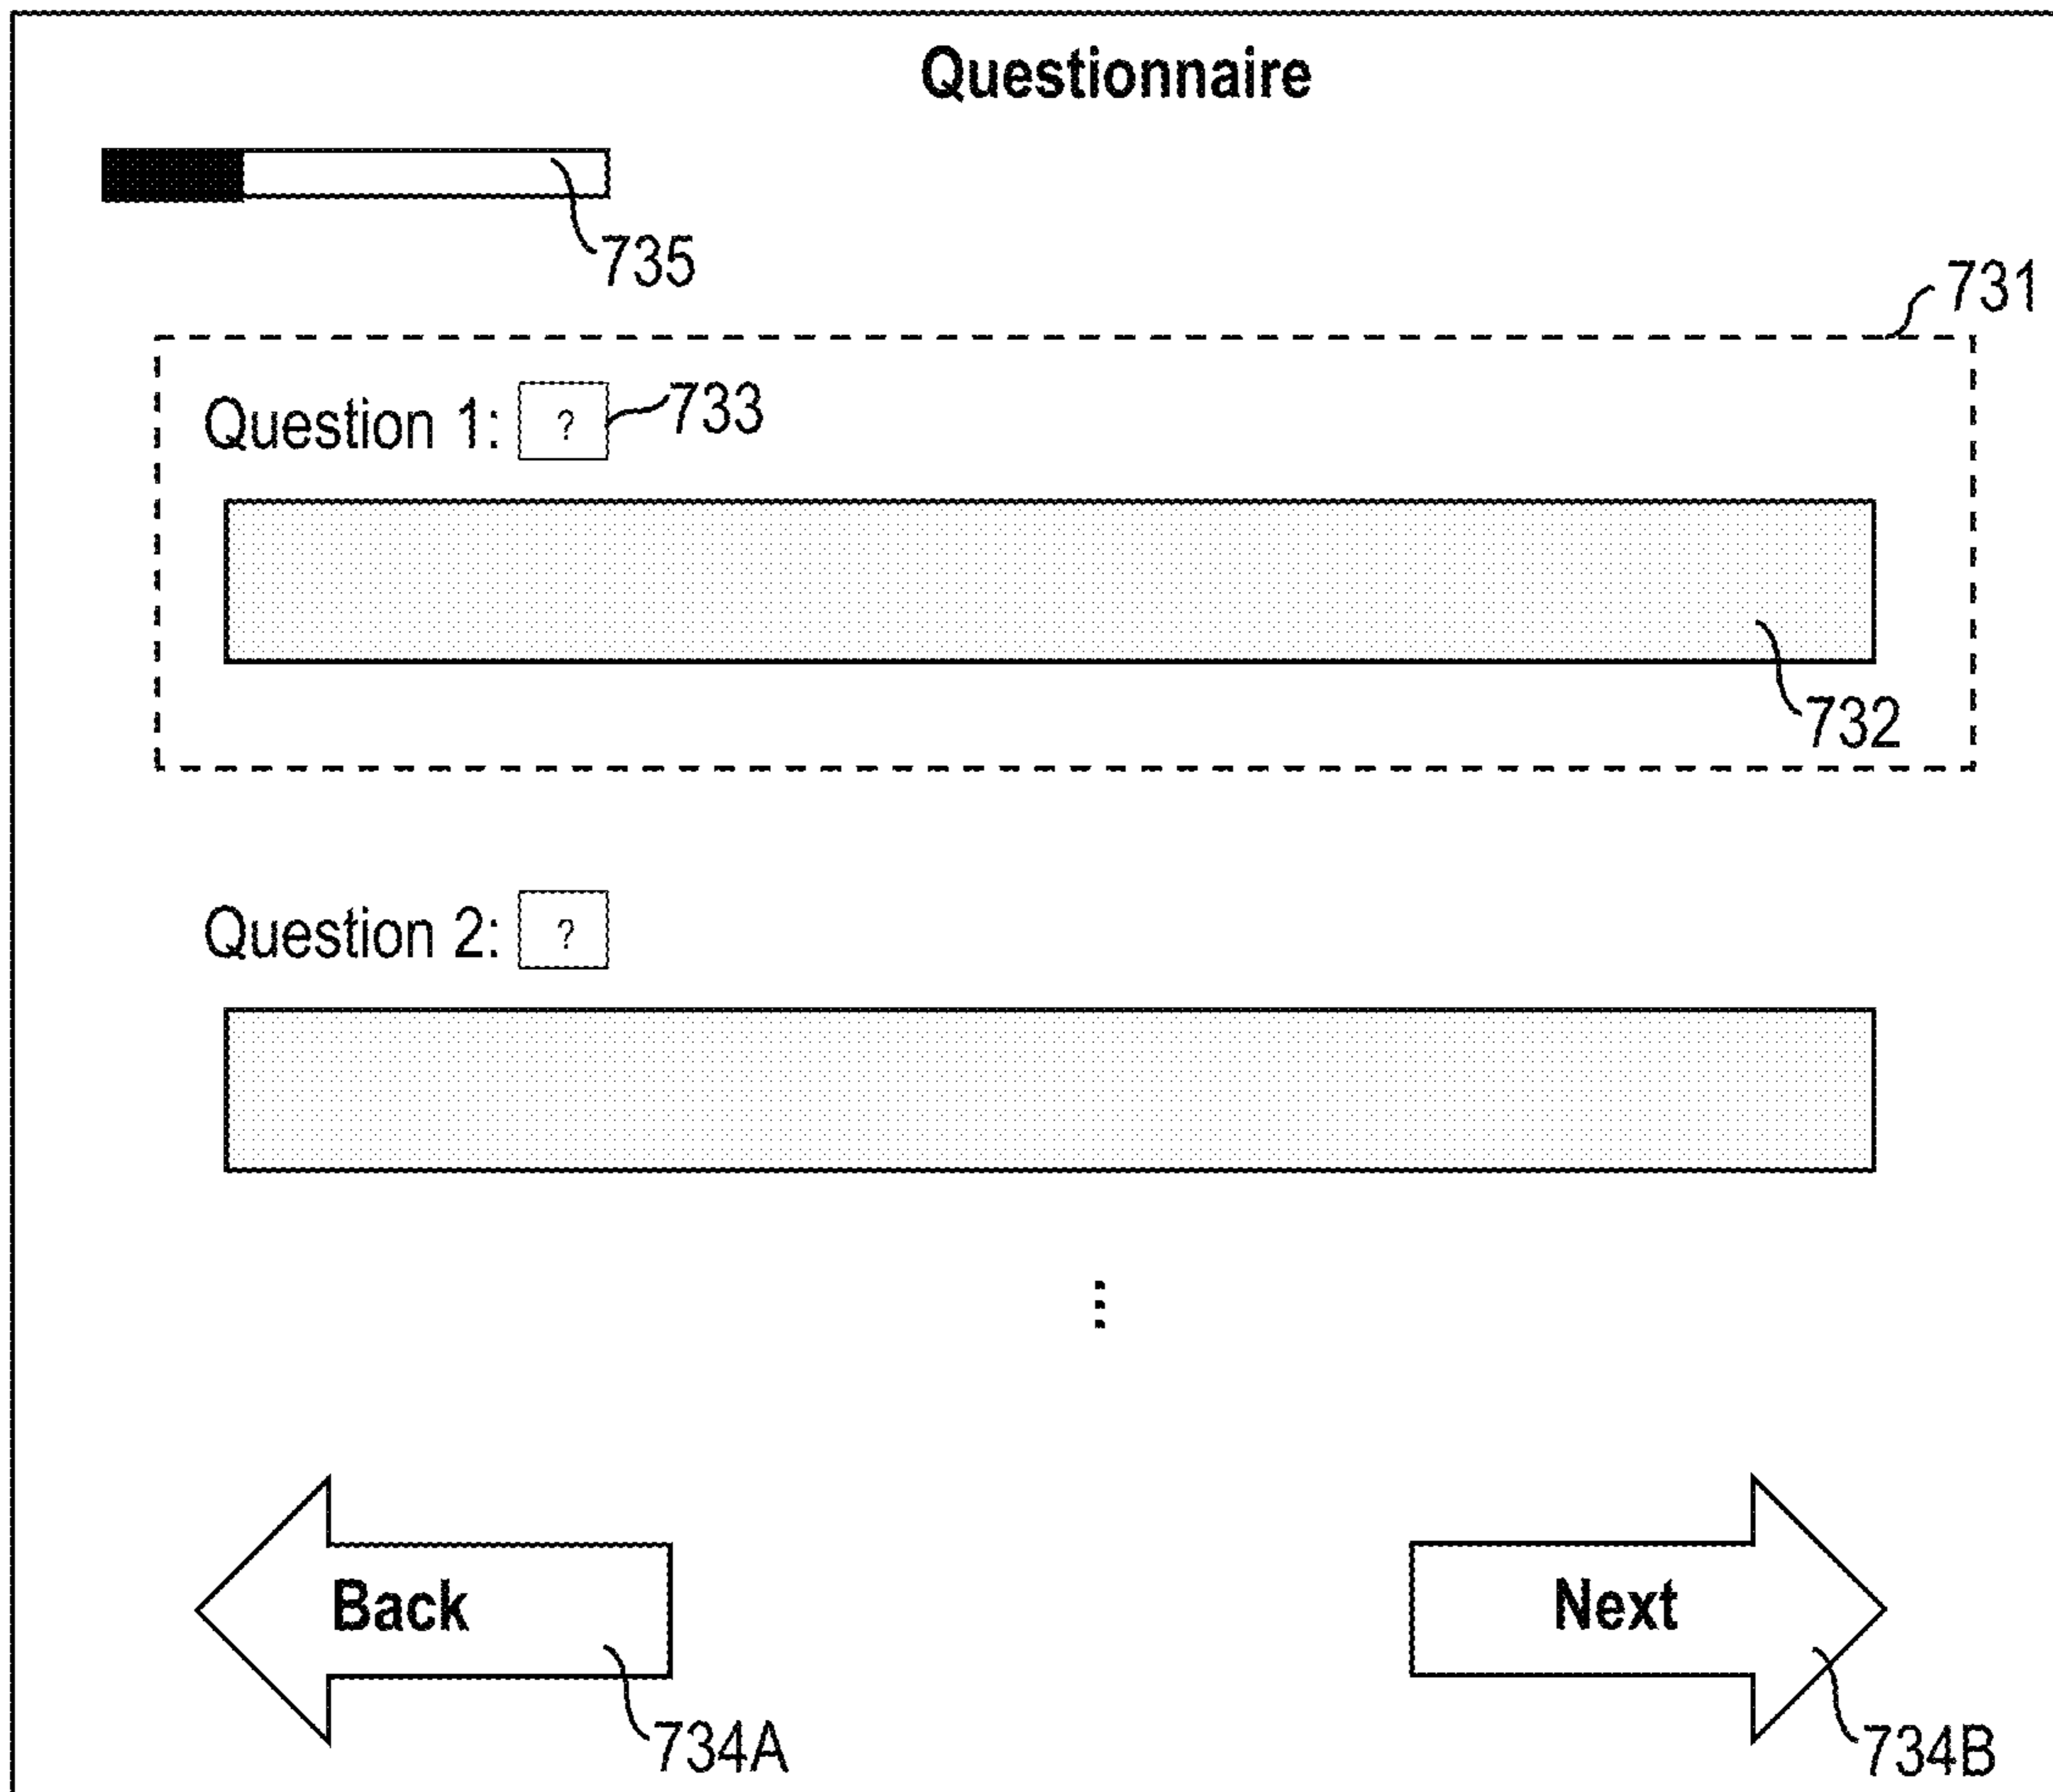 Questionnaire
735
731
Question 1: ? 733
732
Question 2: ?
⋮
Back
Next
734A
734B